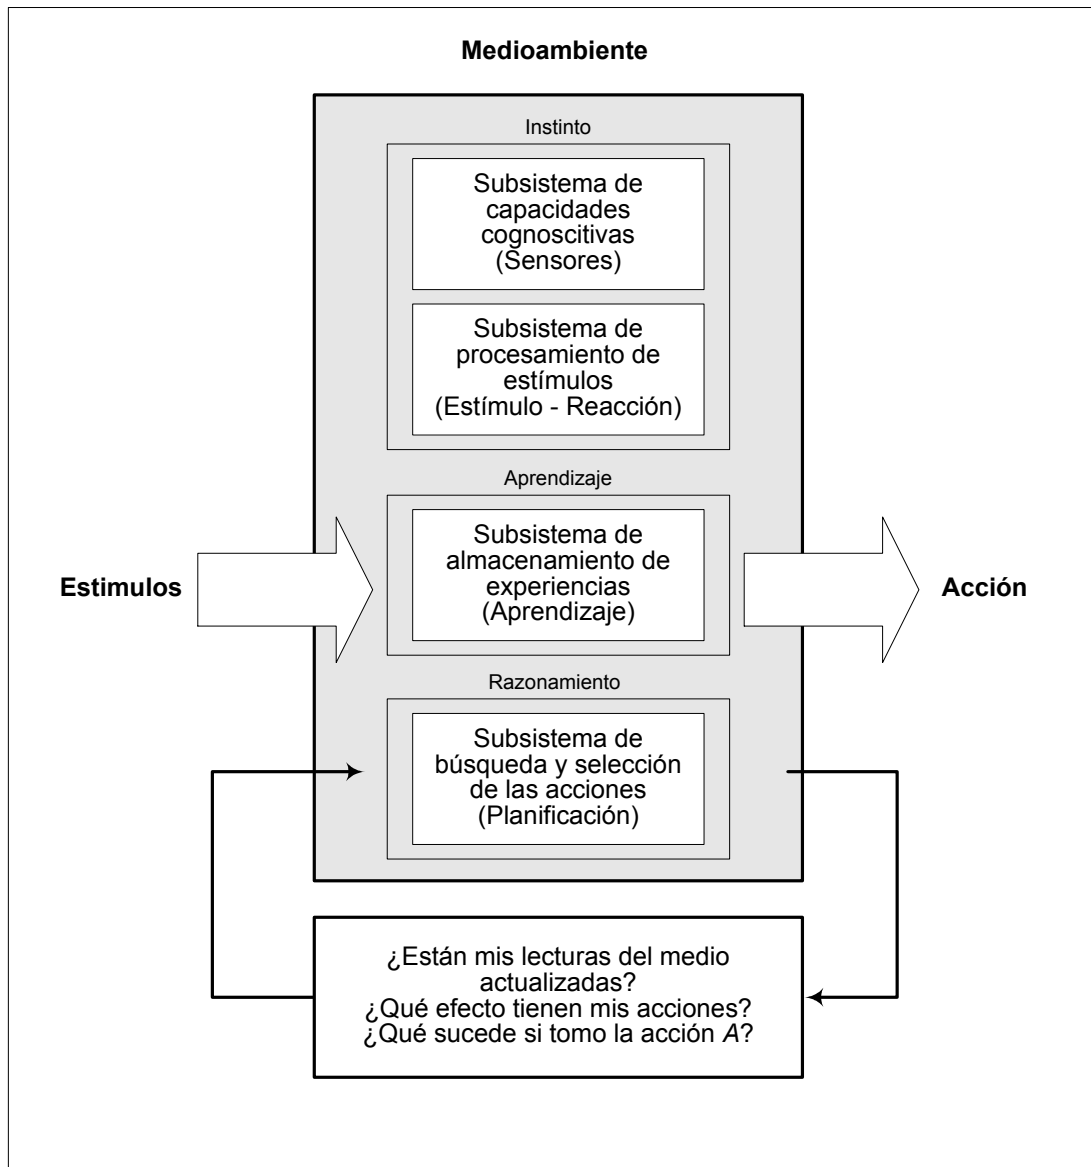 Medioambiente
Instinto
Subsistema de
capacidades
cognoscitivas
(Sensores)
Subsistema de
procesamiento de
estímulos
(Estímulo - Reacción)
Aprendizaje
Subsistema de
almacenamiento de
experiencias
(Aprendizaje)
Estimulos
Acción
Razonamiento
Subsistema de
búsqueda y selección
de las acciones
(Planificación)
¿Están mis lecturas del medio
actualizadas?
¿Qué efecto tienen mis acciones?
¿Qué sucede si tomo la acción A?